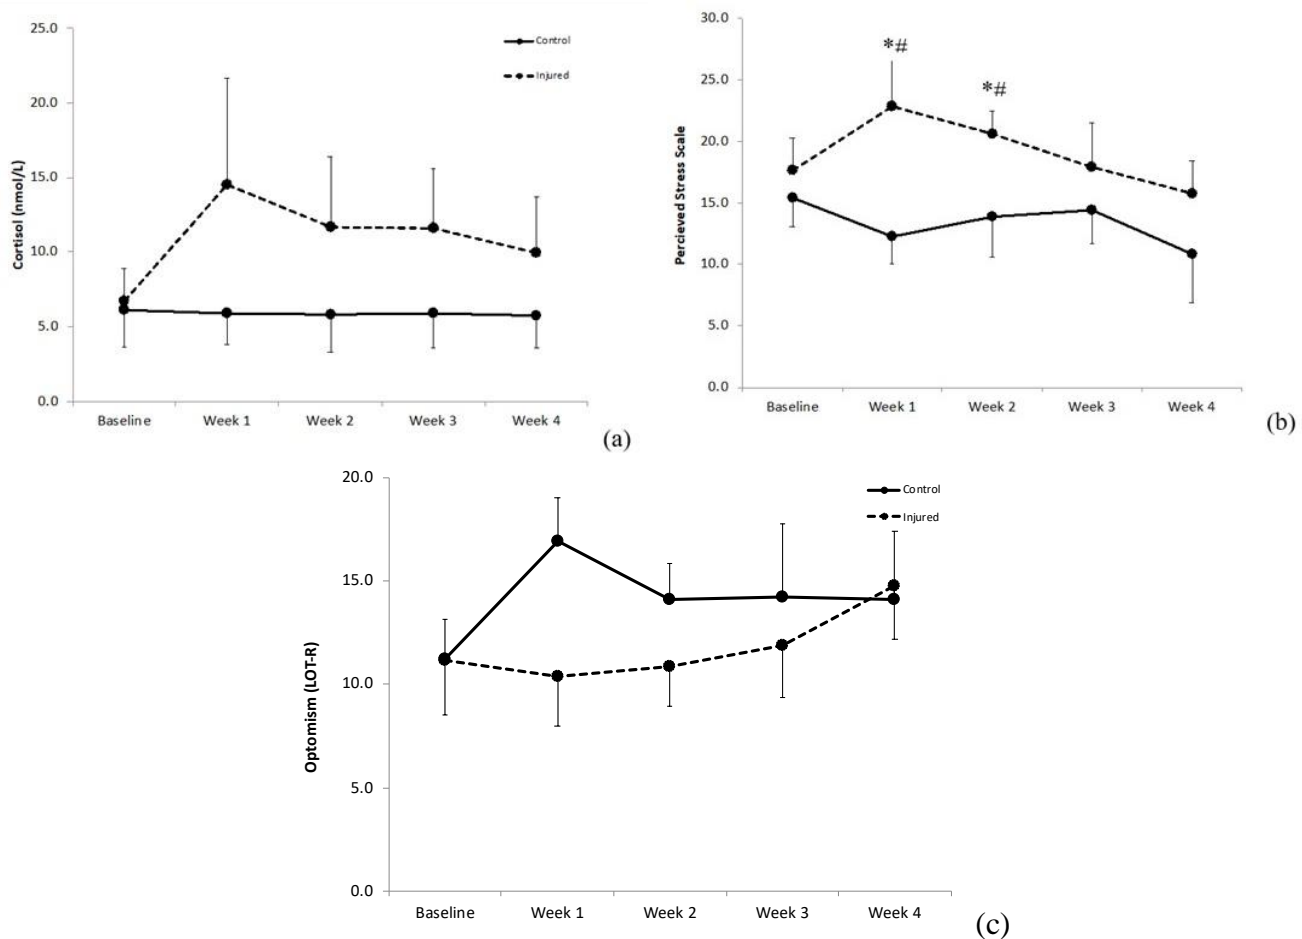 25.0
20.0
15.0
10.0
5.0
0.0
Cortisol (nmol/L)
Control
Injured
Baseline Week 1 Week 2 Week 3 Week 4
(a)
30.0
25.0
20.0
15.0
10.0
5.0
0.0
Percieved Stress Scale
*#
*#
Baseline Week 1 Week 2 Week 3 Week 4
(b)
20.0
15.0
10.0
5.0
0.0
Optomism (LOT-R)
Control
Injured
Baseline Week 1 Week 2 Week 3 Week 4
(c)